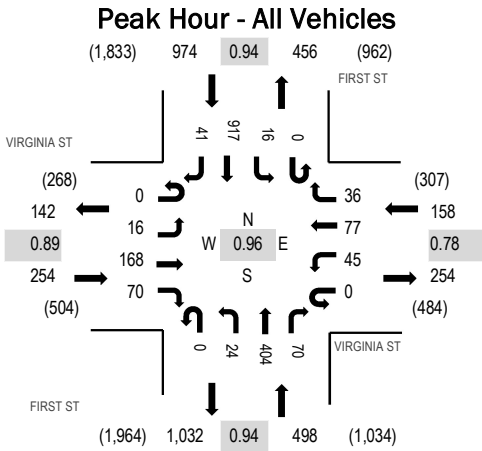 Peak Hour - All Vehicles
(1,833) 974 0.94 456 (962)
FIRST ST
41 917 16 0
VIRGINIA ST
(268) 0 36 (307)
142 16 N 77 158
0.89 W 0.96 E 0.78
168 45
254 S 254
70 0
(504) (484)
0 24 404 70
VIRGINIA ST
FIRST ST
(1,964) 1,032 0.94 498 (1,034)